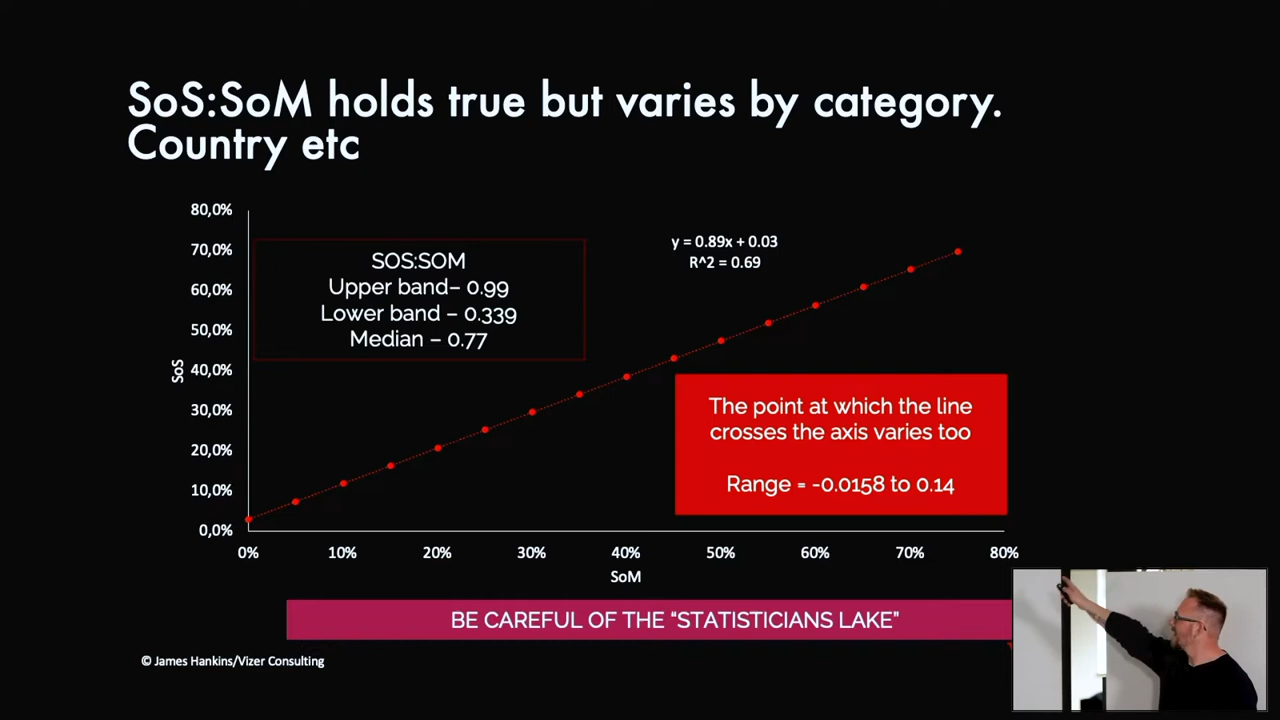 SoS:SoM holds true but varies by category.
Country etc
80,0%
70,0%
60,0%
50,0%
40,0%
30,0%
20,0%
10,0%
0,0%
SoS
SOS:SOM
Upper band– 0.99
Lower band – 0.339
Median – 0.77
y = 0.89x + 0.03
R^2 = 0.69
The point at which the line
crosses the axis varies too
Range = -0.0158 to 0.14
0% 10% 20% 30% 40% 50% 60% 70% 80%
SoM
BE CAREFUL OF THE “STATISTICIANS LAKE”
© James Hankins/Vizer Consulting